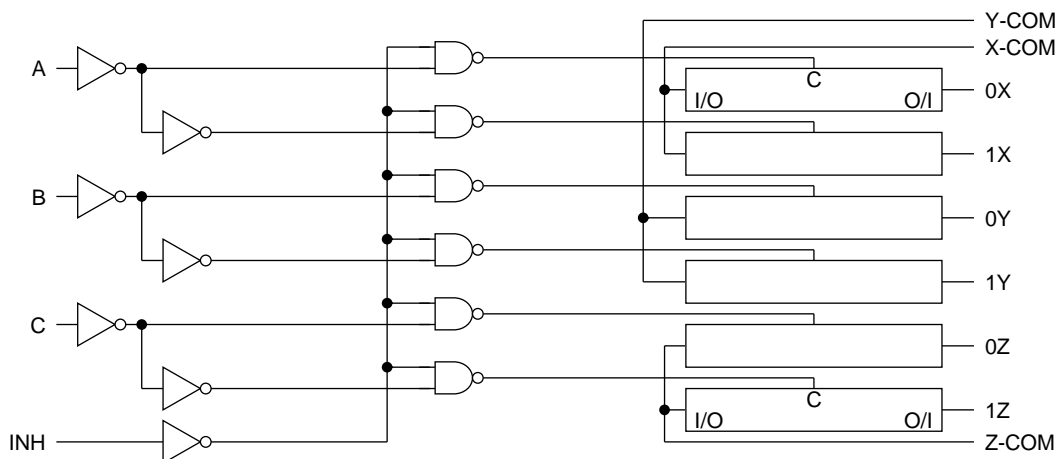 Y-COM
X-COM
A
C
I/O
O/I
0X
1X
B
0Y
1Y
C
0Z
C
I/O
O/I
1Z
INH
Z-COM